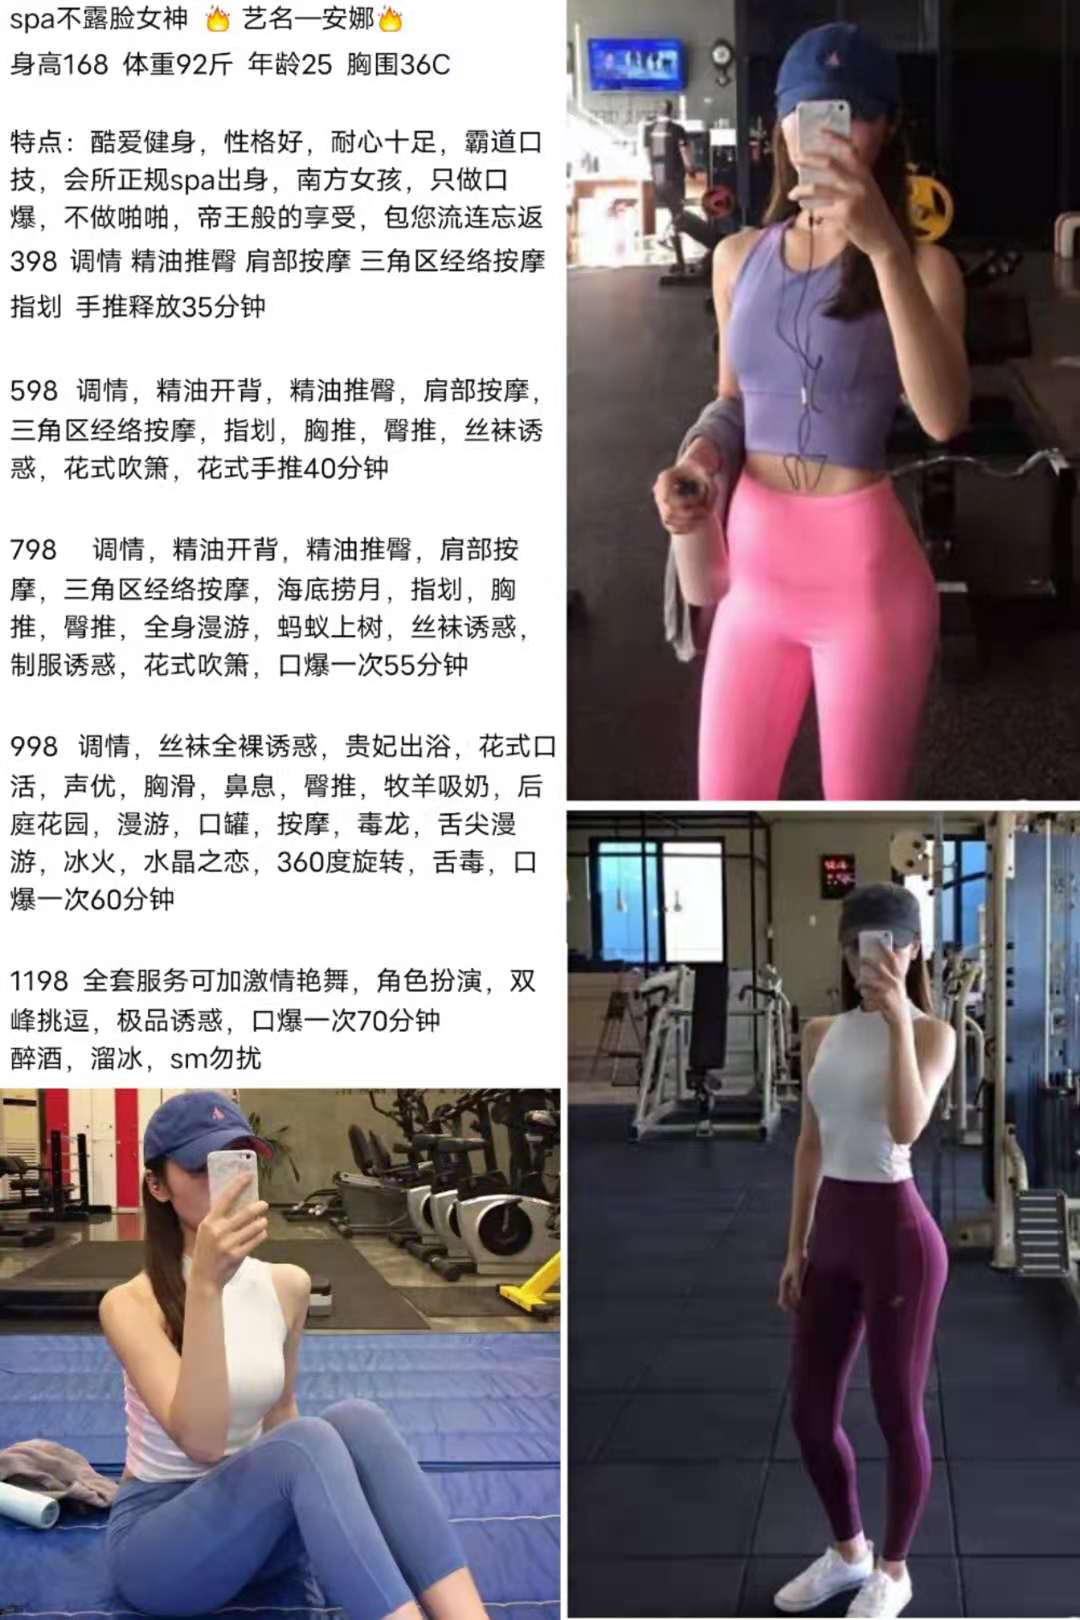 spa不露脸女神 🔥 艺名—安娜🔥
身高168 体重92斤 年龄25 胸围36C
特点：酷爱健身，性格好，耐心十足，霸道口
技，会所正规spa出身，南方女孩，只做口
爆，不做啪啪，帝王般的享受，包您流连忘返
398 调情 精油推臀 肩部按摩 三角区经络按摩
指划 手推释放35分钟
598 调情，精油开背，精油推臀，肩部按摩，
三角区经络按摩，指划，胸推，臀推，丝袜诱
惑，花式吹箫，花式手推40分钟
798 调情，精油开背，精油推臀，肩部按
摩，三角区经络按摩，海底捞月，指划，胸
推，臀推，全身漫游，蚂蚁上树，丝袜诱惑，
制服诱惑，花式吹箫，口爆一次55分钟
998 调情，丝袜全裸诱惑，贵妃出浴，花式口
活，声优，胸滑，鼻息，臀推，牧羊吸奶，后
庭花园，漫游，口罐，按摩，毒龙，舌尖漫
游，冰火，水晶之恋，360度旋转，舌毒，口
爆一次60分钟
1198 全套服务可加激情艳舞，角色扮演，双
峰挑逗，极品诱惑，口爆一次70分钟
醉酒，溜冰，sm勿扰